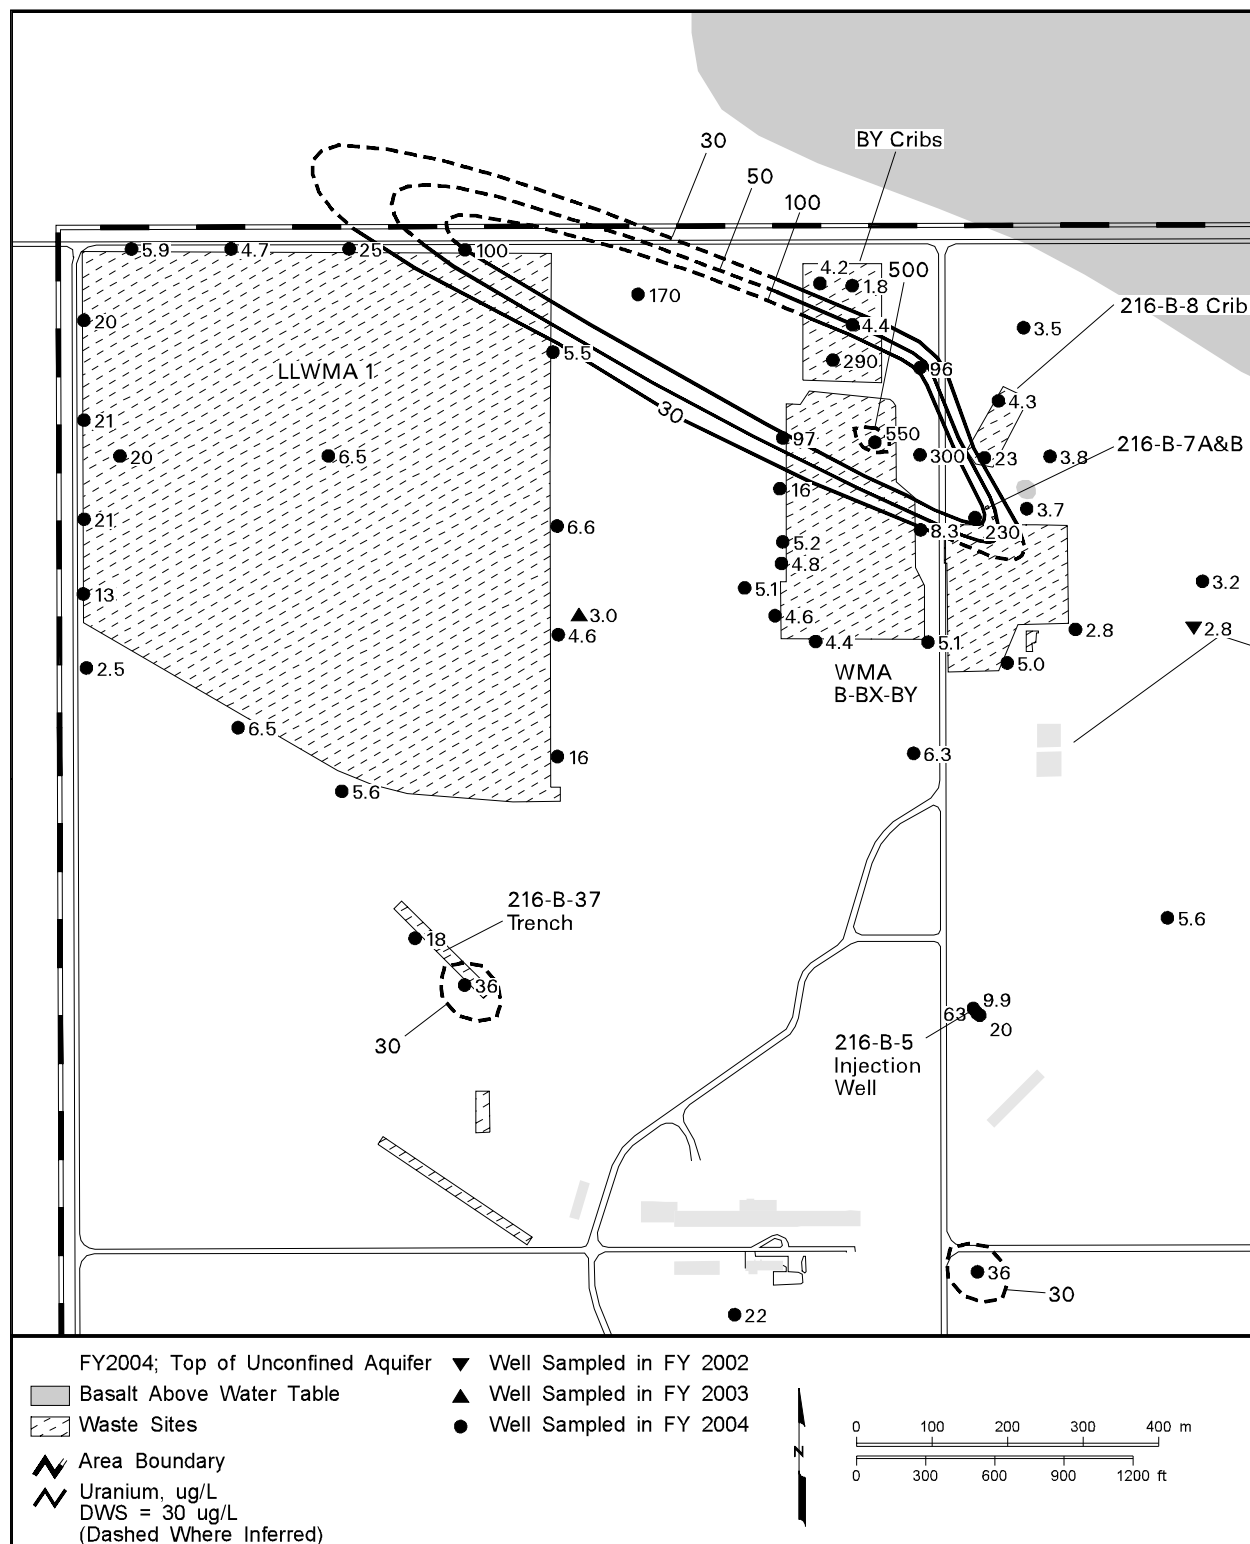 30
BY Cribs
50
100
5.9
4.7
25
100
4.2
500
1.8
170
216-B-8 Crib
20
4.4
3.5
5.5
LLWMA 1
290
96
4.3
30
21
97
550
216-B-7A&B
20
6.5
300
23
3.8
16
3.7
21
6.6
8.3
230
5.2
4.8
3.2
13
5.1
3.0
4.6
4.6
4.4
5.1
2.8
2.8
2.5
5.0
WMA
B-BX-BY
6.5
16
6.3
5.6
216-B-37
Trench
5.6
18
36
9.9
63
20
30
216-B-5
Injection
Well
36
30
22
FY2004; Top of Unconfined Aquifer
Basalt Above Water Table
Waste Sites
Area Boundary
Uranium, ug/L
DWS = 30 ug/L
(Dashed Where Inferred)
Well Sampled in FY 2002
Well Sampled in FY 2003
Well Sampled in FY 2004
N
0 100 200 300 400 m
0 300 600 900 1200 ft